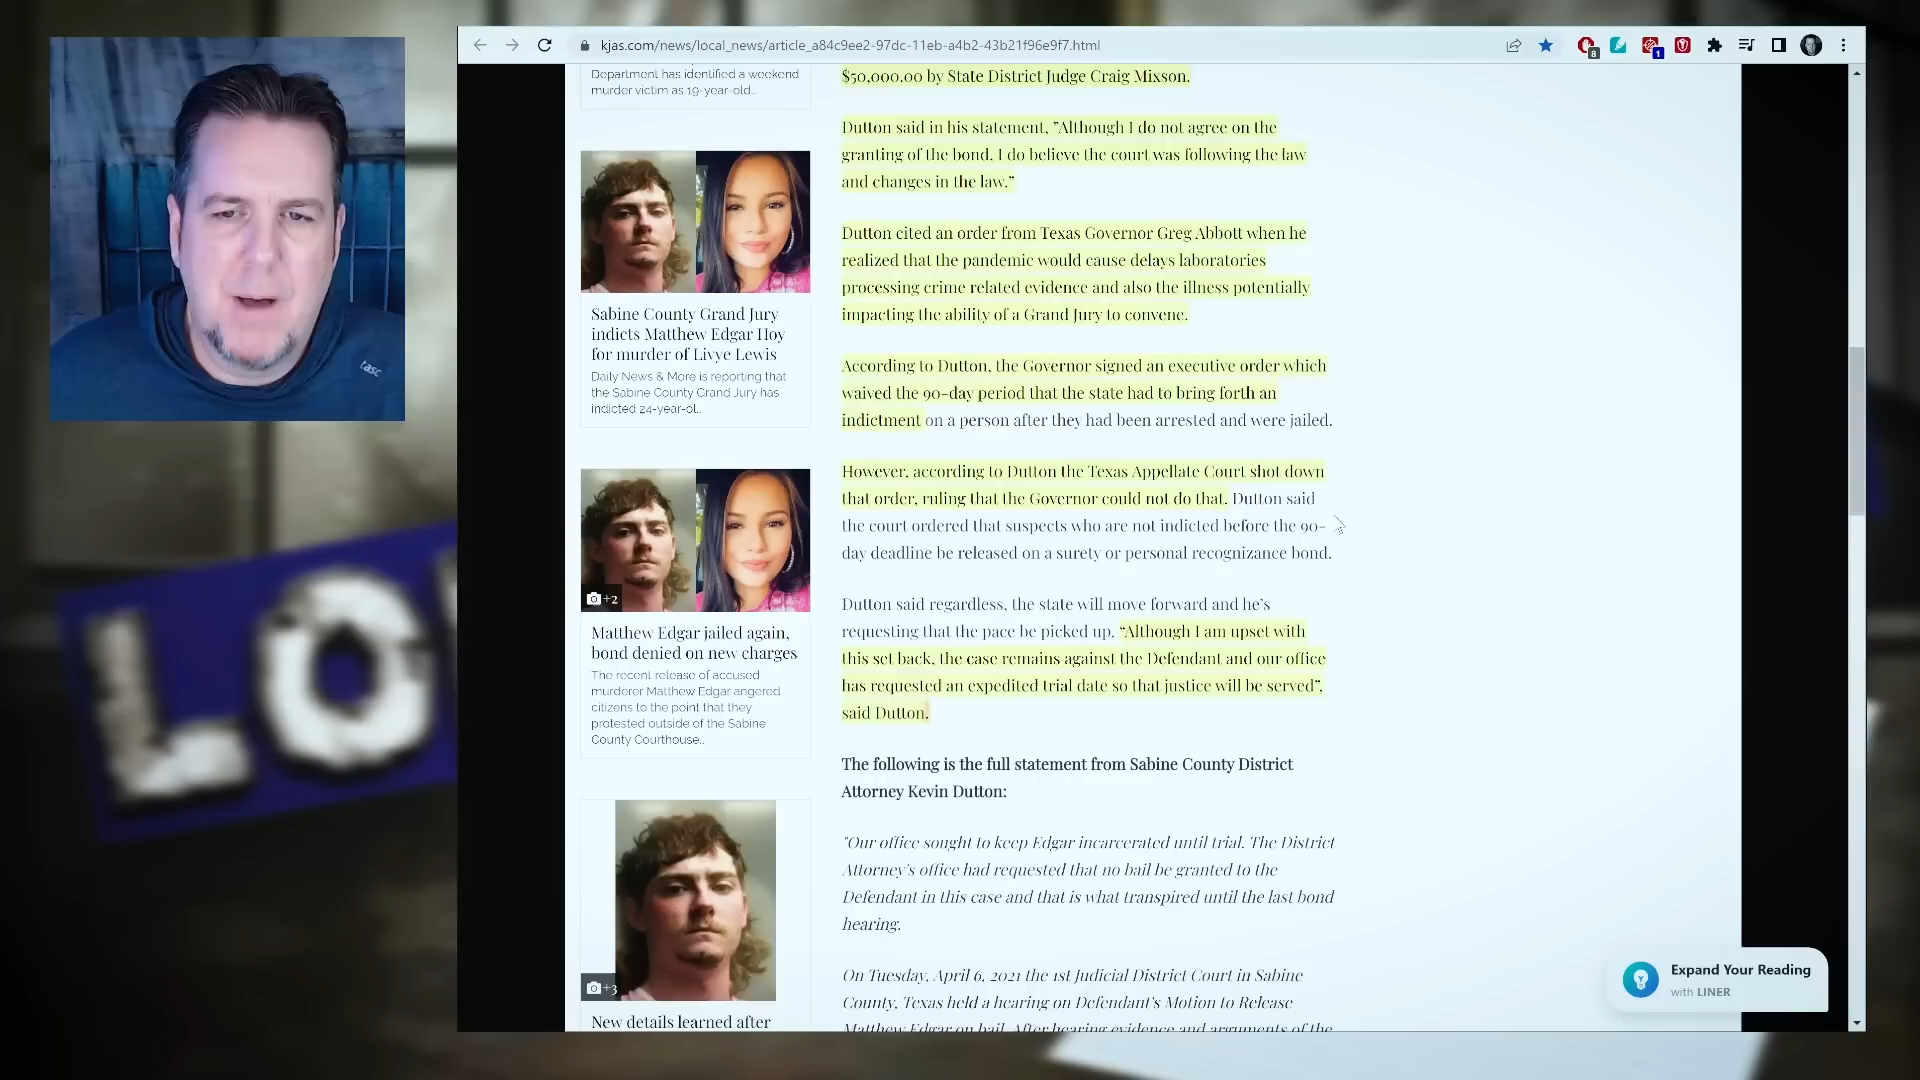 kjas.com/news/local_news/article_a84c9ee2-97dc-11eb-a4b2-43b21f96e9f7.html
8
1
Department has identified a weekend
murder victim as 19-year-old...
Sabine County Grand Jury
indicts Matthew Edgar Hoy
for murder of Livye Lewis
Daily News & More is reporting that
the Sabine County Grand Jury has
indicted 24-year-ol..
+2
Matthew Edgar jailed again,
bond denied on new charges
The recent release of accused
murderer Matthew Edgar angered
citizens to the point that they
protested outside of the Sabine
County Courthouse..
+3
New details learned after
$50,000.00 by State District Judge Craig Mixson.
Dutton said in his statement, ”Although I do not agree on the
granting of the bond, I do believe the court was following the law
and changes in the law.”
Dutton cited an order from Texas Governor Greg Abbott when he
realized that the pandemic would cause delays laboratories
processing crime related evidence and also the illness potentially
impacting the ability of a Grand Jury to convene.
According to Dutton, the Governor signed an executive order which
waived the 90-day period that the state had to bring forth an
indictment on a person after they had been arrested and were jailed.
However, according to Dutton the Texas Appellate Court shot down
that order, ruling that the Governor could not do that. Dutton said
the court ordered that suspects who are not indicted before the 90-
day deadline be released on a surety or personal recognizance bond.
Dutton said regardless, the state will move forward and he’s
requesting that the pace be picked up. “Although I am upset with
this set back, the case remains against the Defendant and our office
has requested an expedited trial date so that justice will be served”,
said Dutton.
The following is the full statement from Sabine County District
Attorney Kevin Dutton:
"Our office sought to keep Edgar incarcerated until trial. The District
Attorney's office had requested that no bail be granted to the
Defendant in this case and that is what transpired until the last bond
hearing.
On Tuesday, April 6, 2021 the 1st Judicial District Court in Sabine
County, Texas held a hearing on Defendant's Motion to Release
Matthew Edgar on bail. After hearing evidence and arguments of the
Expand Your Reading
with LINER
LO
tasc